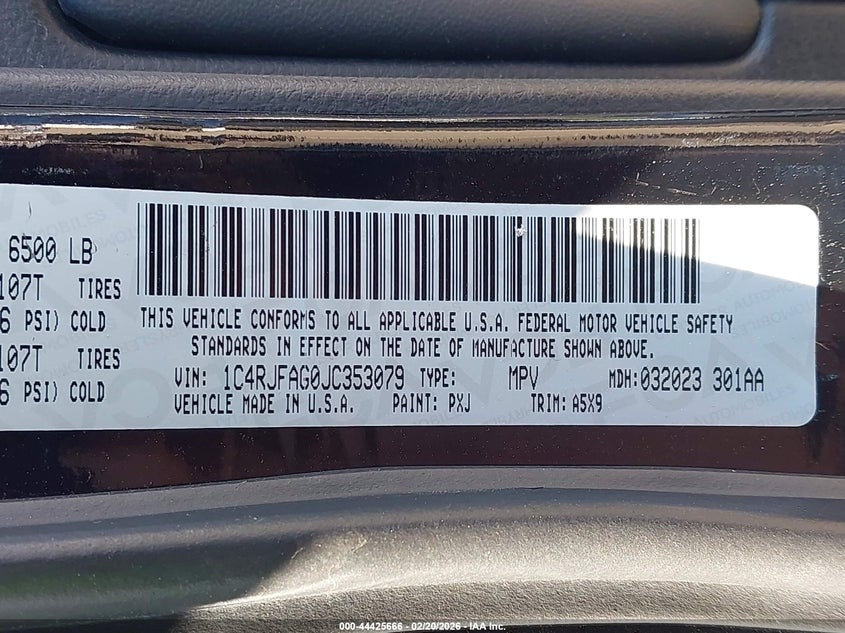 6500 LB
107T TIRES
6 PSI) COLD
107T TIRES
6 PSI) COLD
THIS VEHICLE CONFORMS TO ALL APPLICABLE U.S.A. FEDERAL MOTOR VEHICLE SAFETY
STANDARDS IN EFFECT ON THE DATE OF MANUFACTURE SHOWN ABOVE.
VIN: 1C4RJFAG0JC353079 TYPE: MPV MDH:032023 301AA
VEHICLE MADE IN U.S.A. PAINT: PXJ TRIM: A5X9
000-44425666 - 02/20/2026 - IAA Inc.